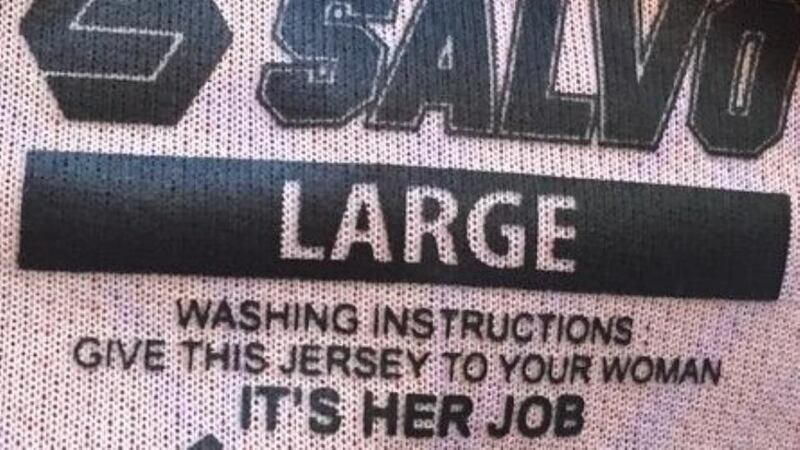 SALVO
LARGE
WASHING INSTRUCTIONS :
GIVE THIS JERSEY TO YOUR WOMAN
IT'S HER JOB